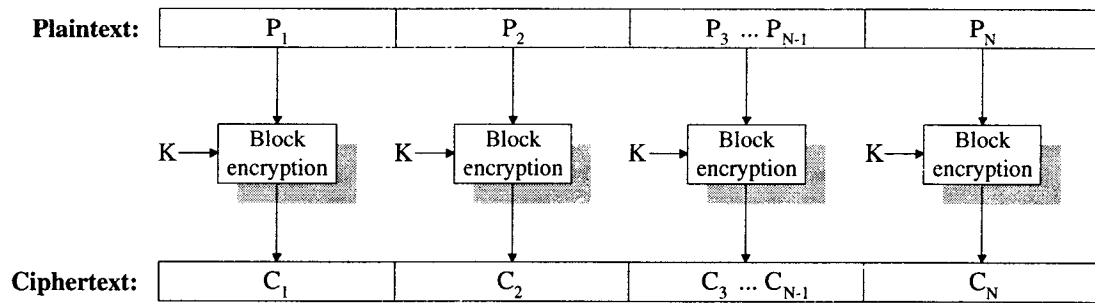 Plaintext: P1 P2 P3 ... PN-1 PN
K Block encryption K Block encryption K Block encryption K Block encryption
Ciphertext: C1 C2 C3 ... CN-1 CN